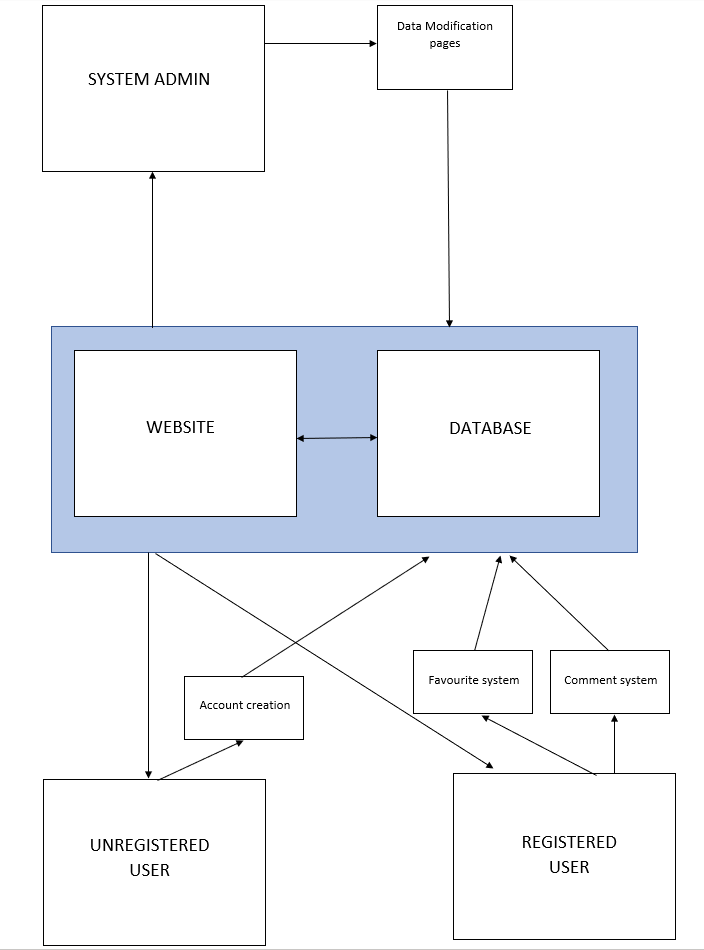 SYSTEM ADMIN
Data Modification
pages
WEBSITE
DATABASE
Favourite system
Comment system
Account creation
UNREGISTERED
USER
REGISTERED
USER